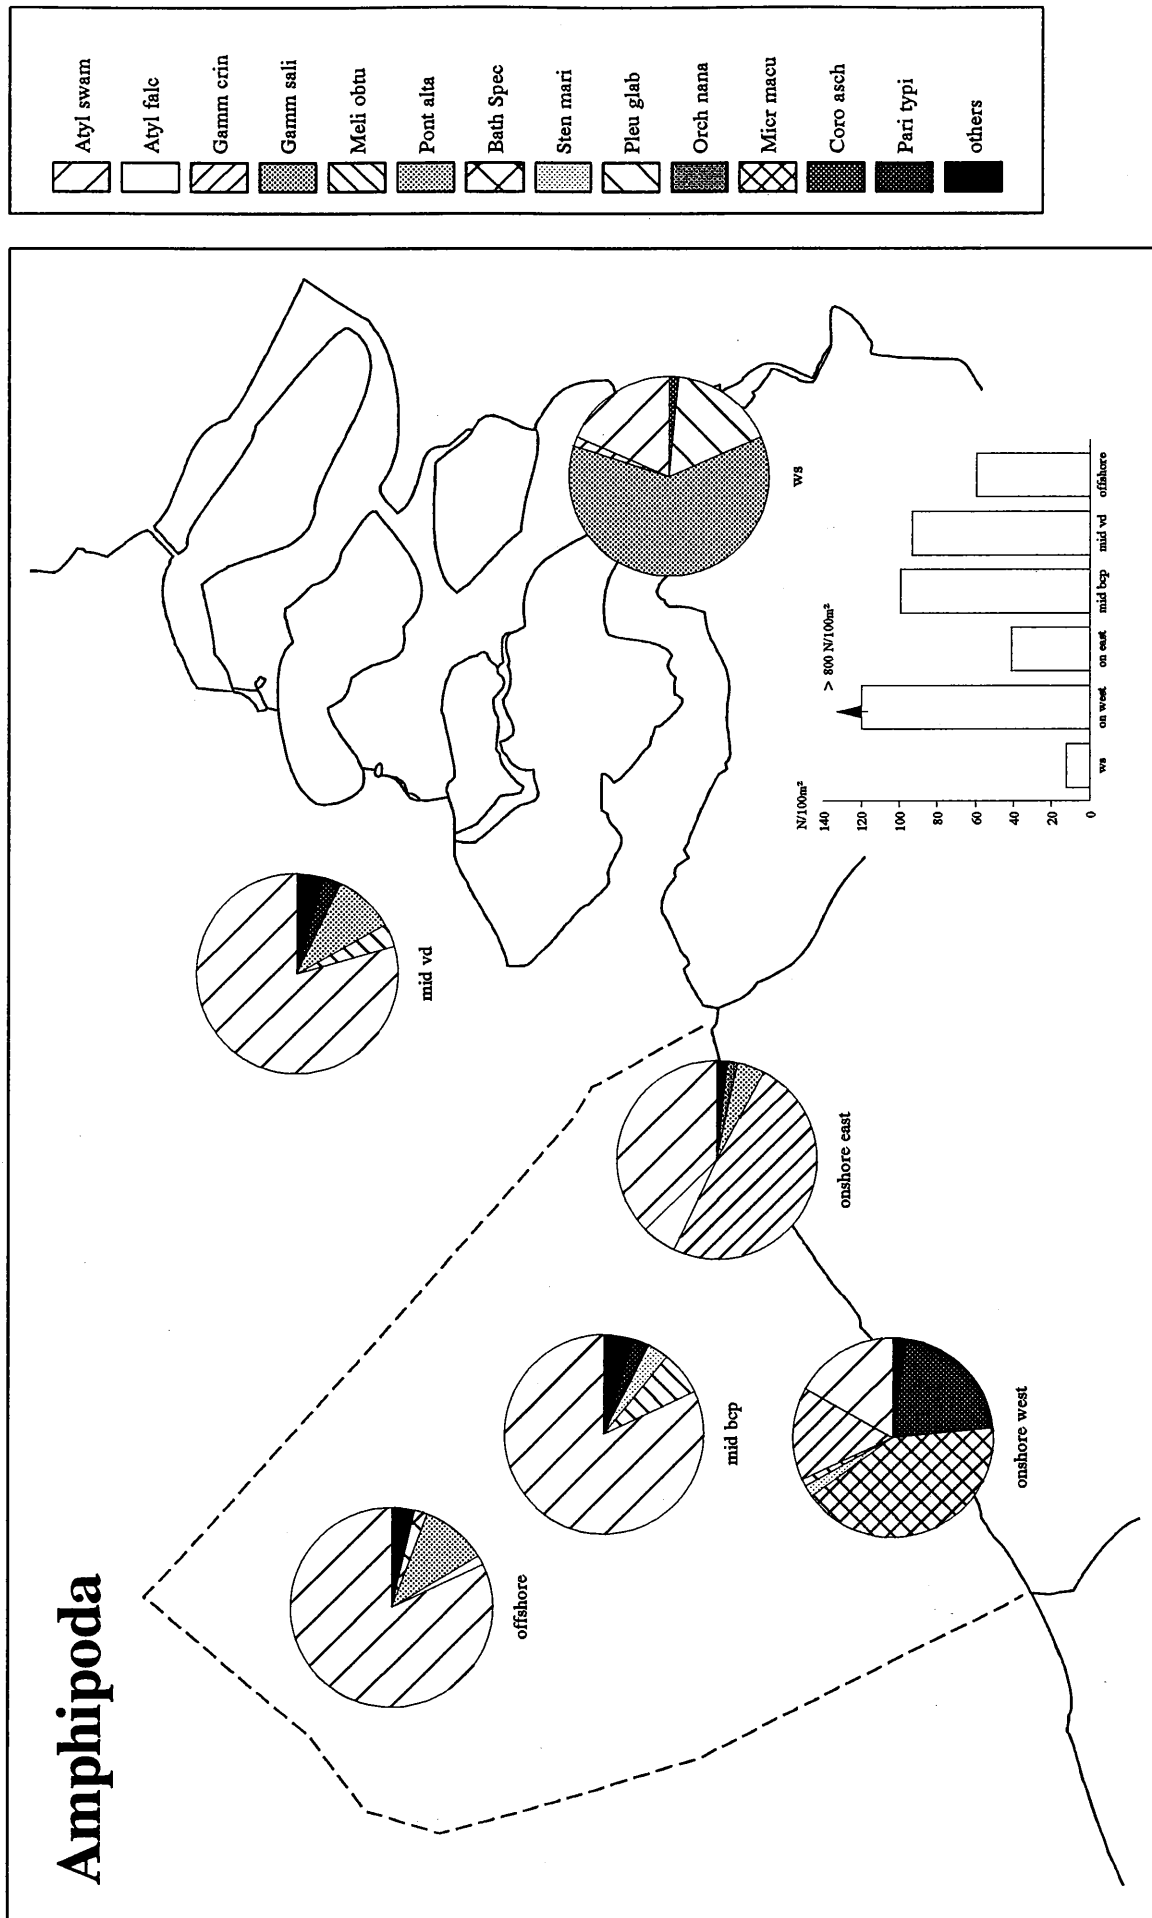 Amphipoda
offshore
mid bcp
onshore west
onshore east
mid vd
ws
N/100m²
140
120
100
80
60
40
20
0
> 800 N/100m²
ws
on west
on east
mid bcp
mid vd
offshore
Atyl swam
Atyl falc
Gamm crin
Gamm sali
Meli obtu
Pont alta
Bath Spec
Sten mari
Pleu glab
Orch nana
Micr macu
Coro asch
Pari typi
others